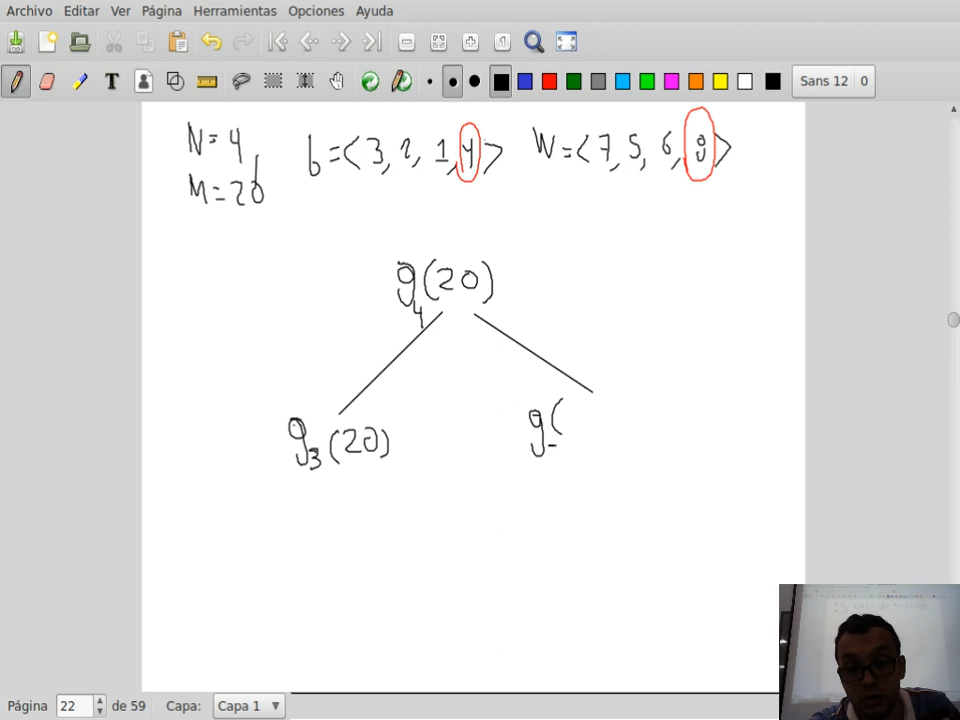 Archivo Editar Ver Página Herramientas Opciones Ayuda
Sans 12 0
N=4, b=<3, 2, 1, 4> W=<7, 5, 6, 9>
M=20
g4(20)
g3(20) g(
Página 22 de 59 Capa: Capa 1